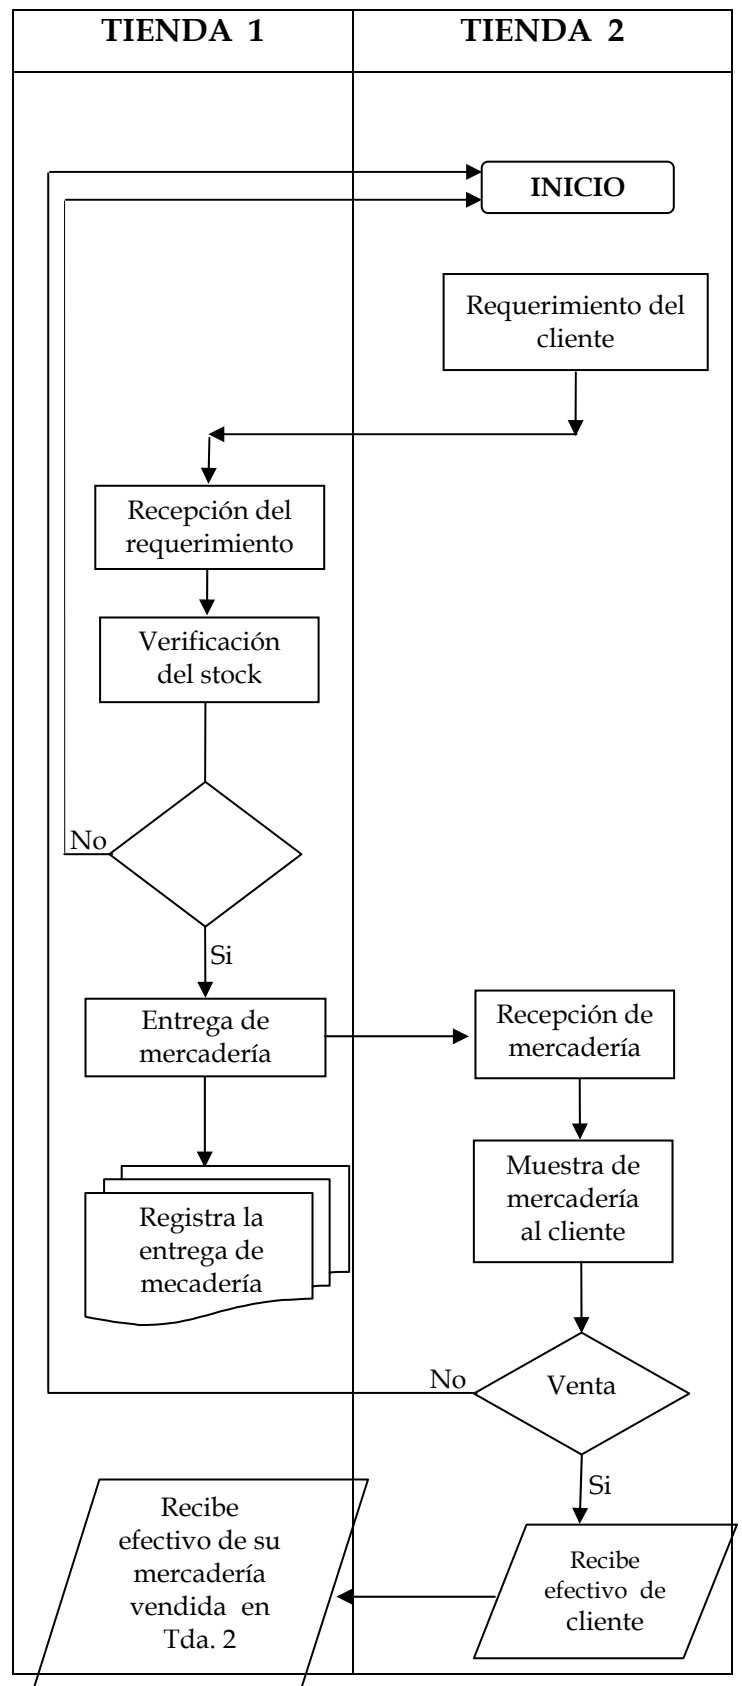 TIENDA 1
TIENDA 2
INICIO
Requerimiento del
cliente
Recepción del
requerimiento
Verificación
del stock
No
Si
Entrega de
mercadería
Recepción de
mercadería
Registra la
entrega de
mecadería
Muestra de
mercadería
al cliente
No
Venta
Si
Recibe
efectivo de su
mercadería
vendida en
Tda. 2
Recibe
efectivo de
cliente